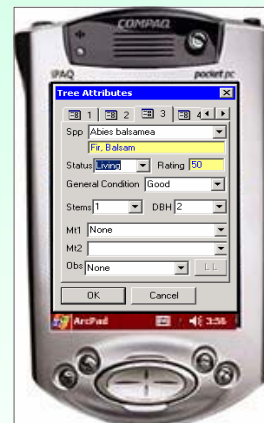 COMPAQ
iPAQ pocket pc
Tree Attributes
1 2 3 4
Spp Abies balsamea
Fir, Balsam
Status Living Rating 50
General Condition Good
Stems 1 DBH 2
Mt1 None
Mt2
Obs None LL
OK Cancel
ArcPad 3:56